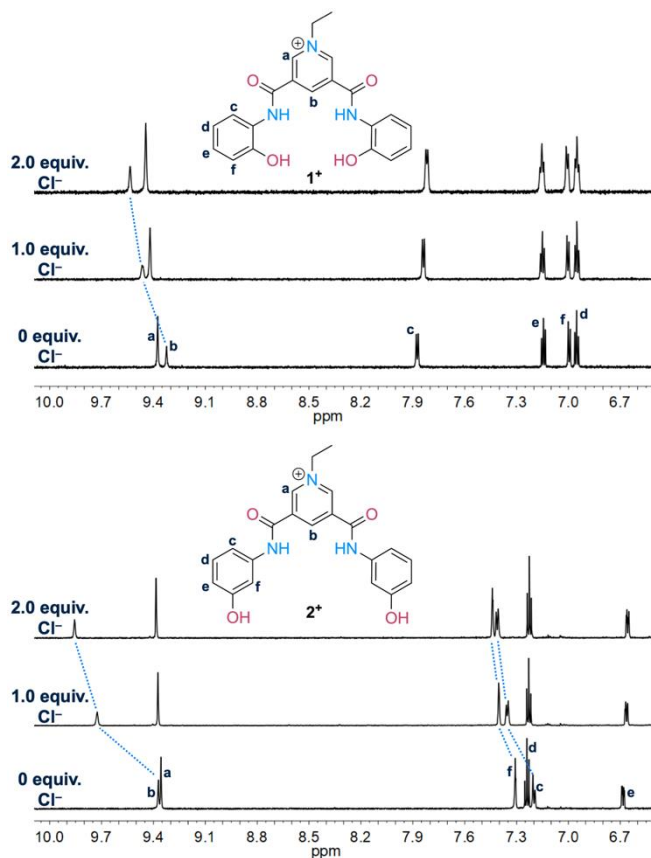 N
⊕
a
O
O
b
c
NH
HN
d
e
OH
HO
f
1⁺
2.0 equiv.
Cl⁻
1.0 equiv.
Cl⁻
0 equiv.
Cl⁻
a
b
c
e
f
d
10.0 9.7 9.4 9.1 8.8 8.5 8.2 7.9 7.6 7.3 7.0 6.7
ppm
N
⊕
a
O
O
b
c
NH
HN
d
e
f
OH
OH
2⁺
2.0 equiv.
Cl⁻
1.0 equiv.
Cl⁻
0 equiv.
Cl⁻
b
a
f
d
c
e
10.0 9.7 9.4 9.1 8.8 8.5 8.2 7.9 7.6 7.3 7.0 6.7
ppm